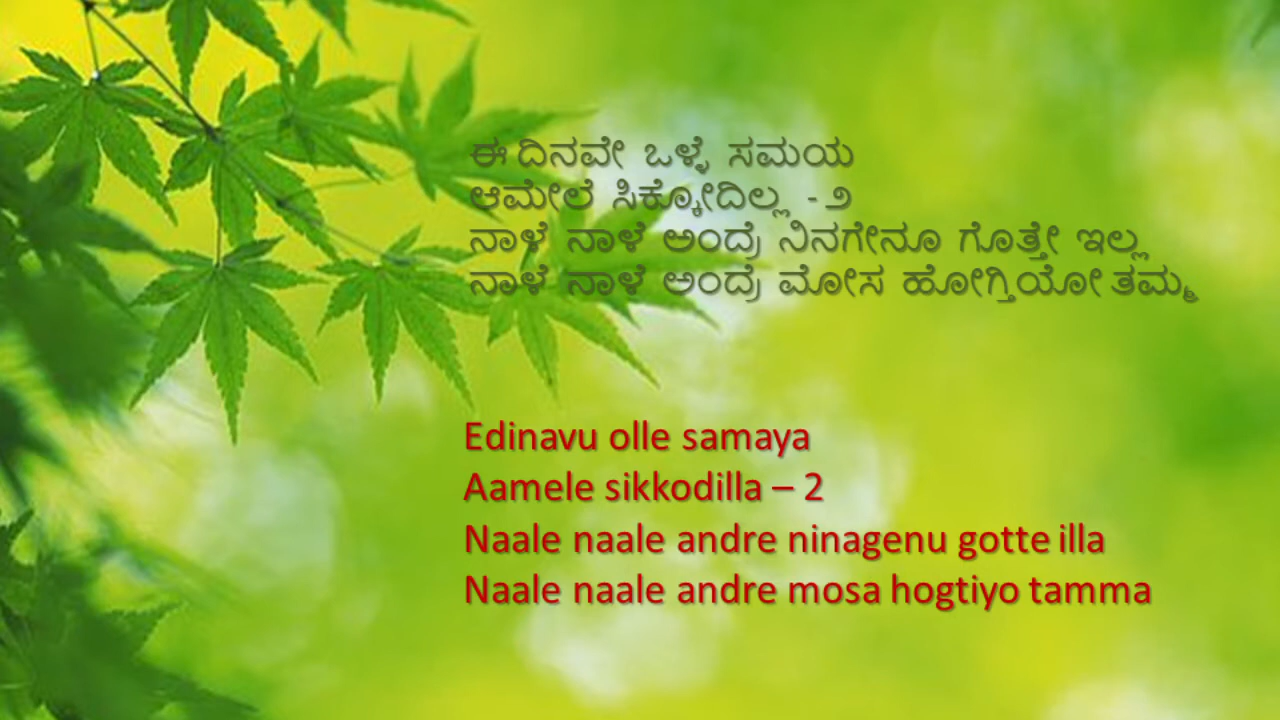 ಈ ದಿನವೇ ಒಳ್ಳೆ ಸಮಯ
ಆಮೇಲೆ ಸಿಕ್ಕೋದಿಲ್ಲ - ೨
ನಾಳೆ ನಾಳೆ ಅಂದ್ರೆ ನಿನಗೇನೂ ಗೊತ್ತೇ ಇಲ್ಲ
ನಾಳೆ ನಾಳೆ ಅಂದ್ರೆ ಮೋಸ ಹೋಗ್ತಿಯೋ ತಮ್ಮ
Edinavu olle samaya
Aamele sikkodilla – 2
Naale naale andre ninagenu gotte illa
Naale naale andre mosa hogtiyo tamma